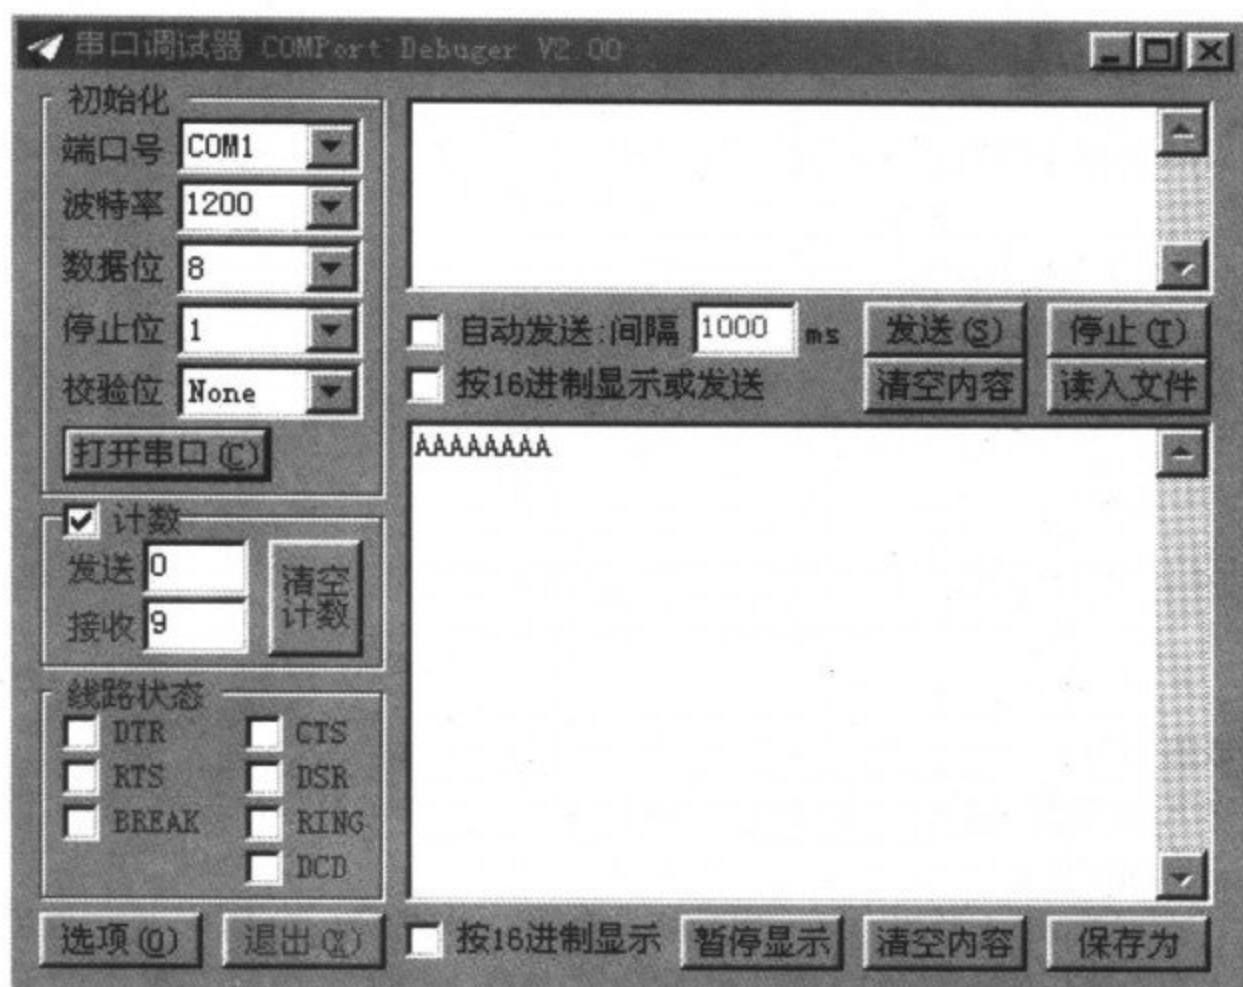 串口调试器 COMPort Debuger V2.00
初始化
端口号 COM1
波特率 1200
数据位 8
停止位 1
校验位 None
打开串口(C)
计数
发送 0
接收 9
清空计数
线路状态
DTR CTS
RTS DSR
BREAK RING
DCD
选项(O) 退出(X)
自动发送:间隔 1000 ms 发送(S) 停止(T)
按16进制显示或发送 清空内容 读入文件
AAAAAAAA
按16进制显示 暂停显示 清空内容 保存为